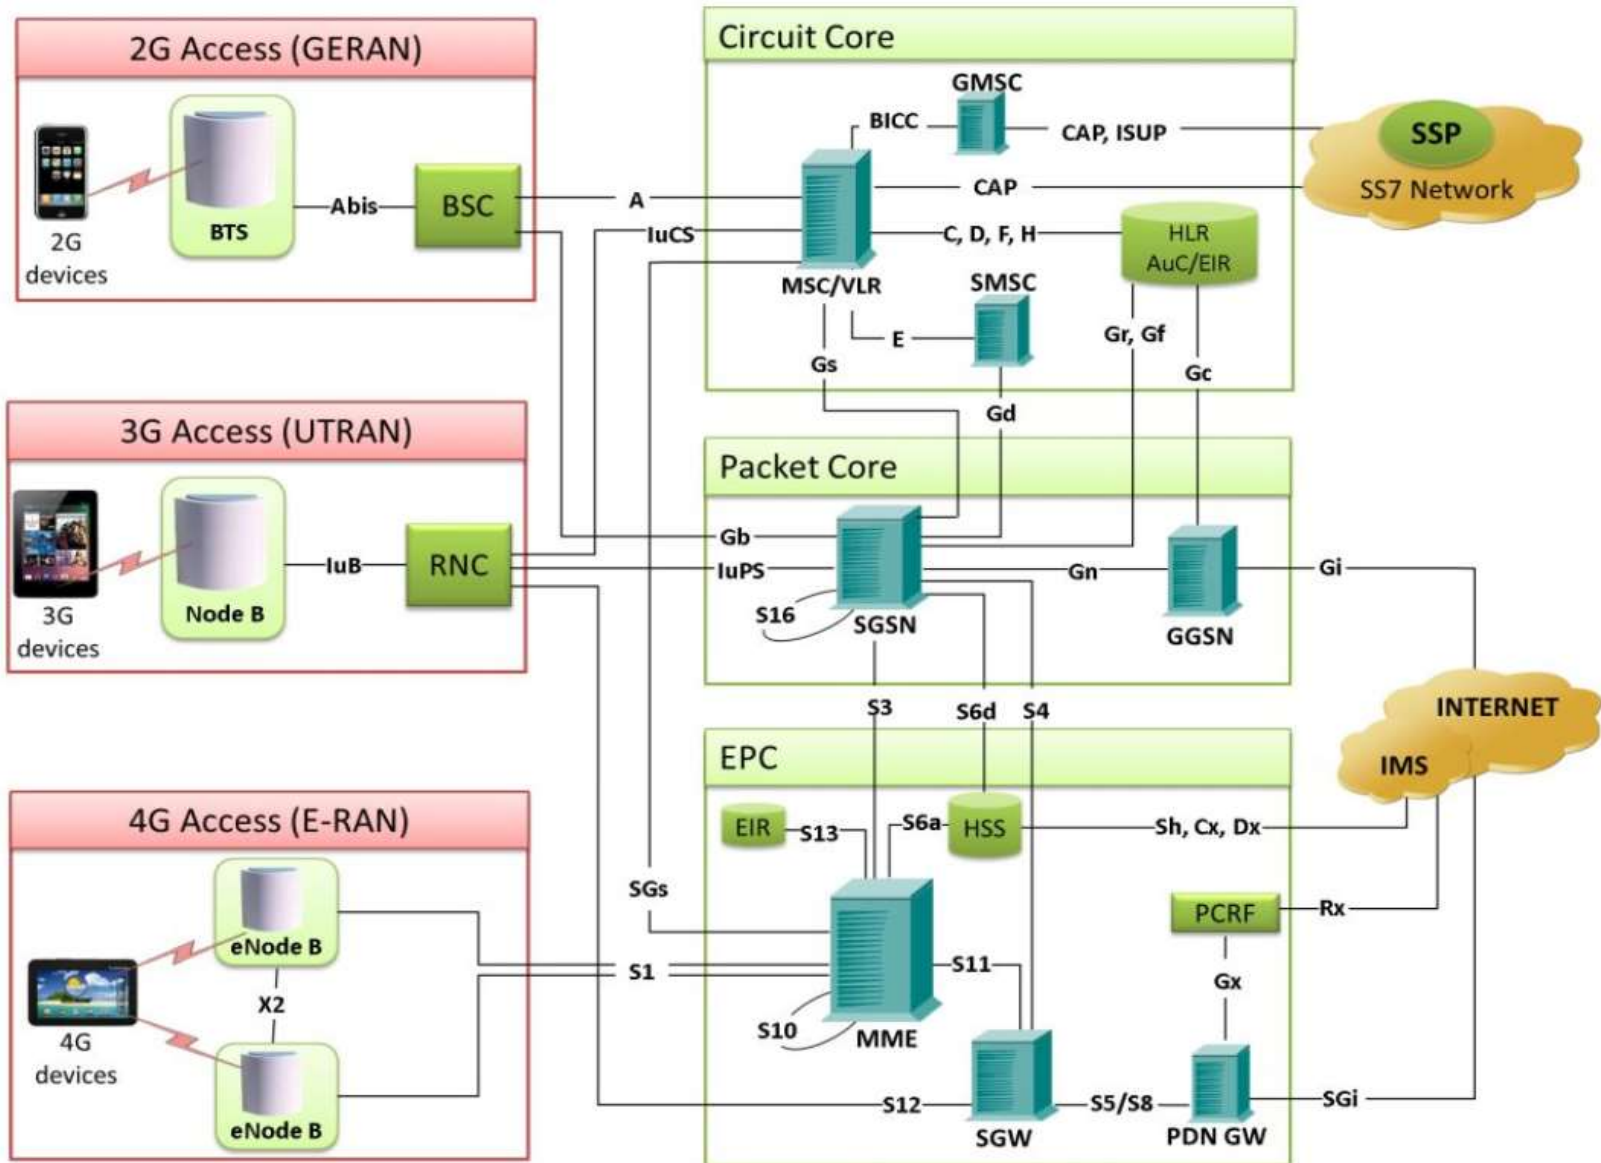 2G Access (GERAN)
2G
devices
BTS
Abis
BSC
A
IuCS
Circuit Core
GMSC
BICC
CAP, ISUP
CAP
SSP
SS7 Network
C, D, F, H
HLR
AuC/EIR
MSC/VLR
SMSC
E
Gs
Gr, Gf
Gc
Gd
3G Access (UTRAN)
3G
devices
Node B
IuB
RNC
Packet Core
Gb
IuPS
S16
SGSN
Gn
GGSN
Gi
S3
S6d
S4
INTERNET
IMS
4G Access (E-RAN)
eNode B
X2
4G
devices
eNode B
SGs
S1
EPC
EIR
S13
S6a
HSS
Sh, Cx, Dx
PCRF
Rx
Gx
S11
S10
MME
S12
SGW
S5/S8
PDN GW
SGi